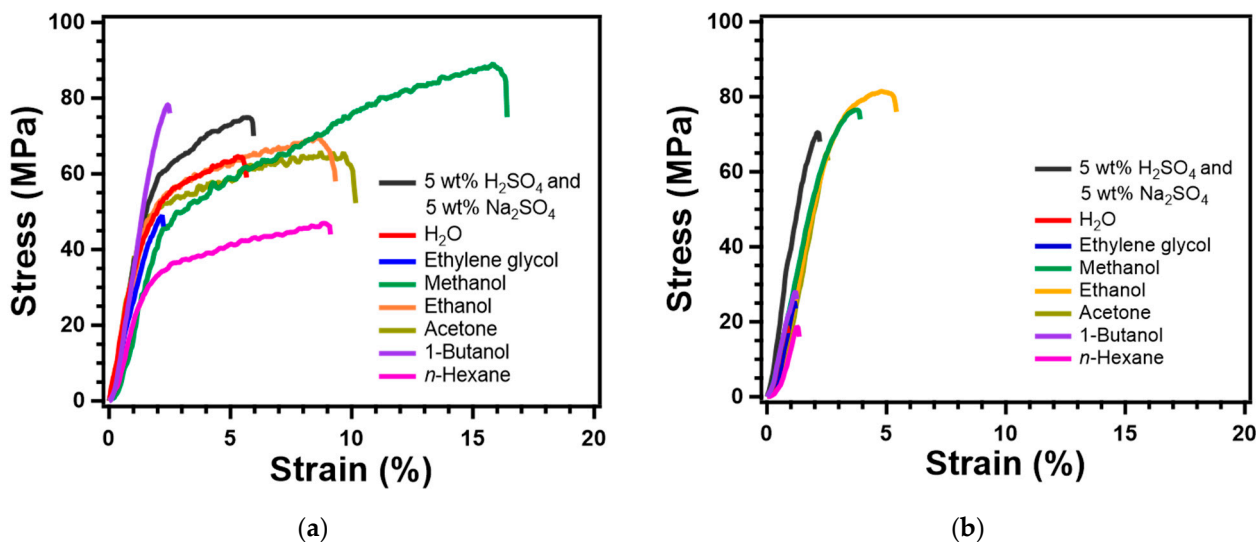 100
80
60
40
20
0
0 5 10 15 20
Stress (MPa)
Strain (%)
5 wt% H₂SO₄ and
5 wt% Na₂SO₄
H₂O
Ethylene glycol
Methanol
Ethanol
Acetone
1-Butanol
n-Hexane
(a)
100
80
60
40
20
0
0 5 10 15 20
Stress (MPa)
Strain (%)
5 wt% H₂SO₄ and
5 wt% Na₂SO₄
H₂O
Ethylene glycol
Methanol
Ethanol
Acetone
1-Butanol
n-Hexane
(b)